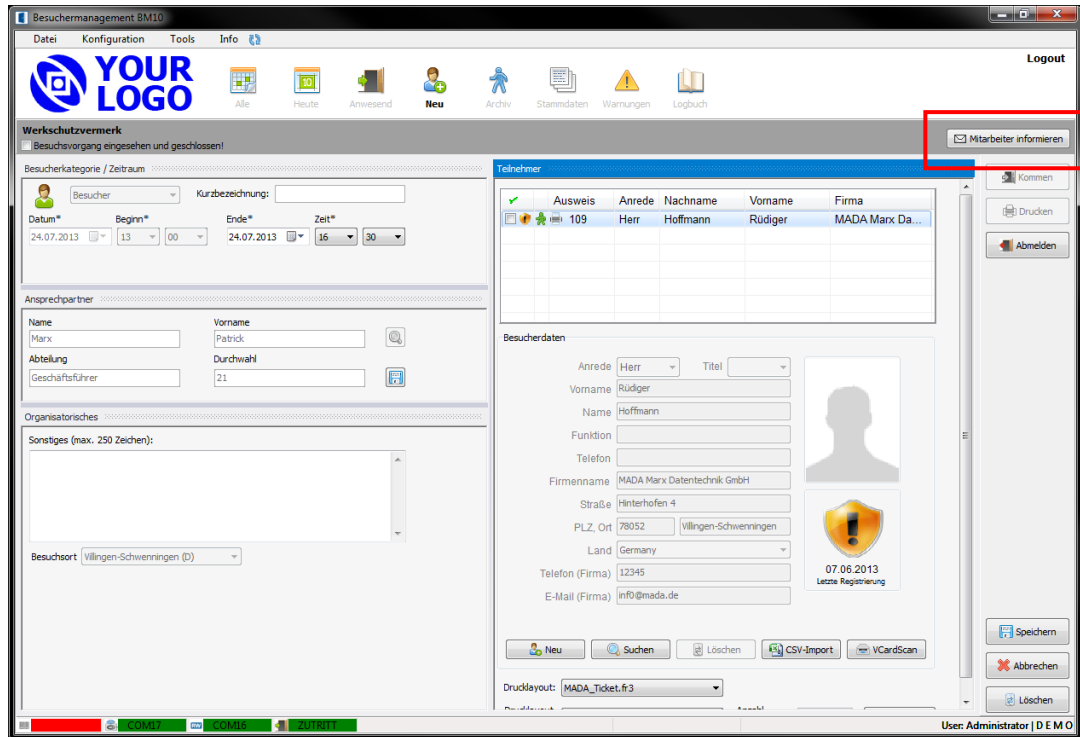 Besuchermanagement BM10
Datei Konfiguration Tools Info
YOUR LOGO
Alle Heute Anwesend Neu Archiv Stammdaten Warnungen Logbuch
Logout
Werkschutzvermerk
Besuchsvorgang eingesehen und geschlossen!
Mitarbeiter informieren
Besucherkategorie / Zeitraum
Besucher Kurzbezeichnung:
Datum* Beginn* Ende* Zeit*
24.07.2013 13 00 24.07.2013 16 30
Ansprechpartner
Name Vorname
Marx Patrick
Abteilung Durchwahl
Geschäftsführer 21
Organisatorisches
Sonstiges (max. 250 Zeichen):
Besuchsort Villingen-Schwenningen (D)
Teilnehmer
Ausweis Anrede Nachname Vorname Firma
109 Herr Hoffmann Rüdiger MADA Marx Da...
Besucherdaten
Anrede Herr Titel
Vorname Rüdiger
Name Hoffmann
Funktion
Telefon
Firmenname MADA Marx Datentechnik GmbH
Straße Hinterhofen 4
PLZ, Ort 78052 Villingen-Schwenningen
Land Germany
Telefon (Firma) 12345
E-Mail (Firma) inf0@mada.de
07.06.2013
Letzte Registrierung
Neu Suchen Löschen CSV-Import VCardScan
Drucklayout: MADA_Ticket.fr3
Kommen
Drucken
Abmelden
Speichern
Abbrechen
Löschen
COM17 COM16 ZUTRITT
User: Administrator | D E M O